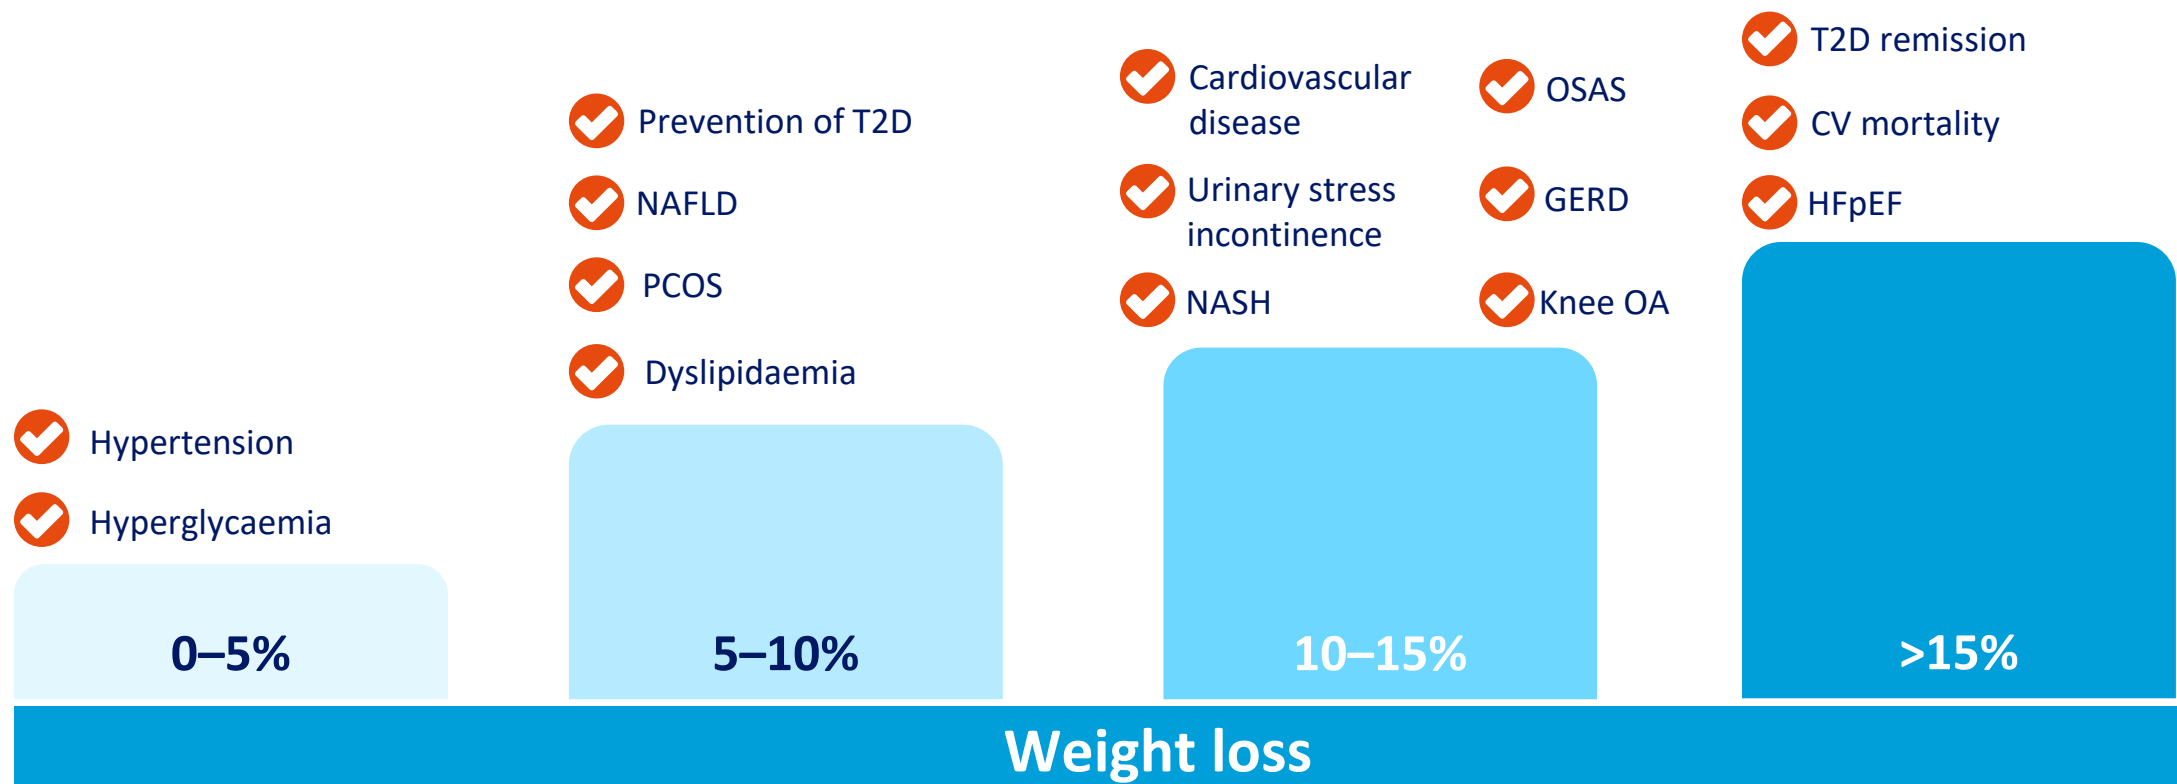 Hypertension
Hyperglycaemia
0–5%
Prevention of T2D
NAFLD
PCOS
Dyslipidaemia
5–10%
Cardiovascular
disease
Urinary stress
incontinence
NASH
OSAS
GERD
Knee OA
10–15%
T2D remission
CV mortality
HFpEF
>15%
Weight loss